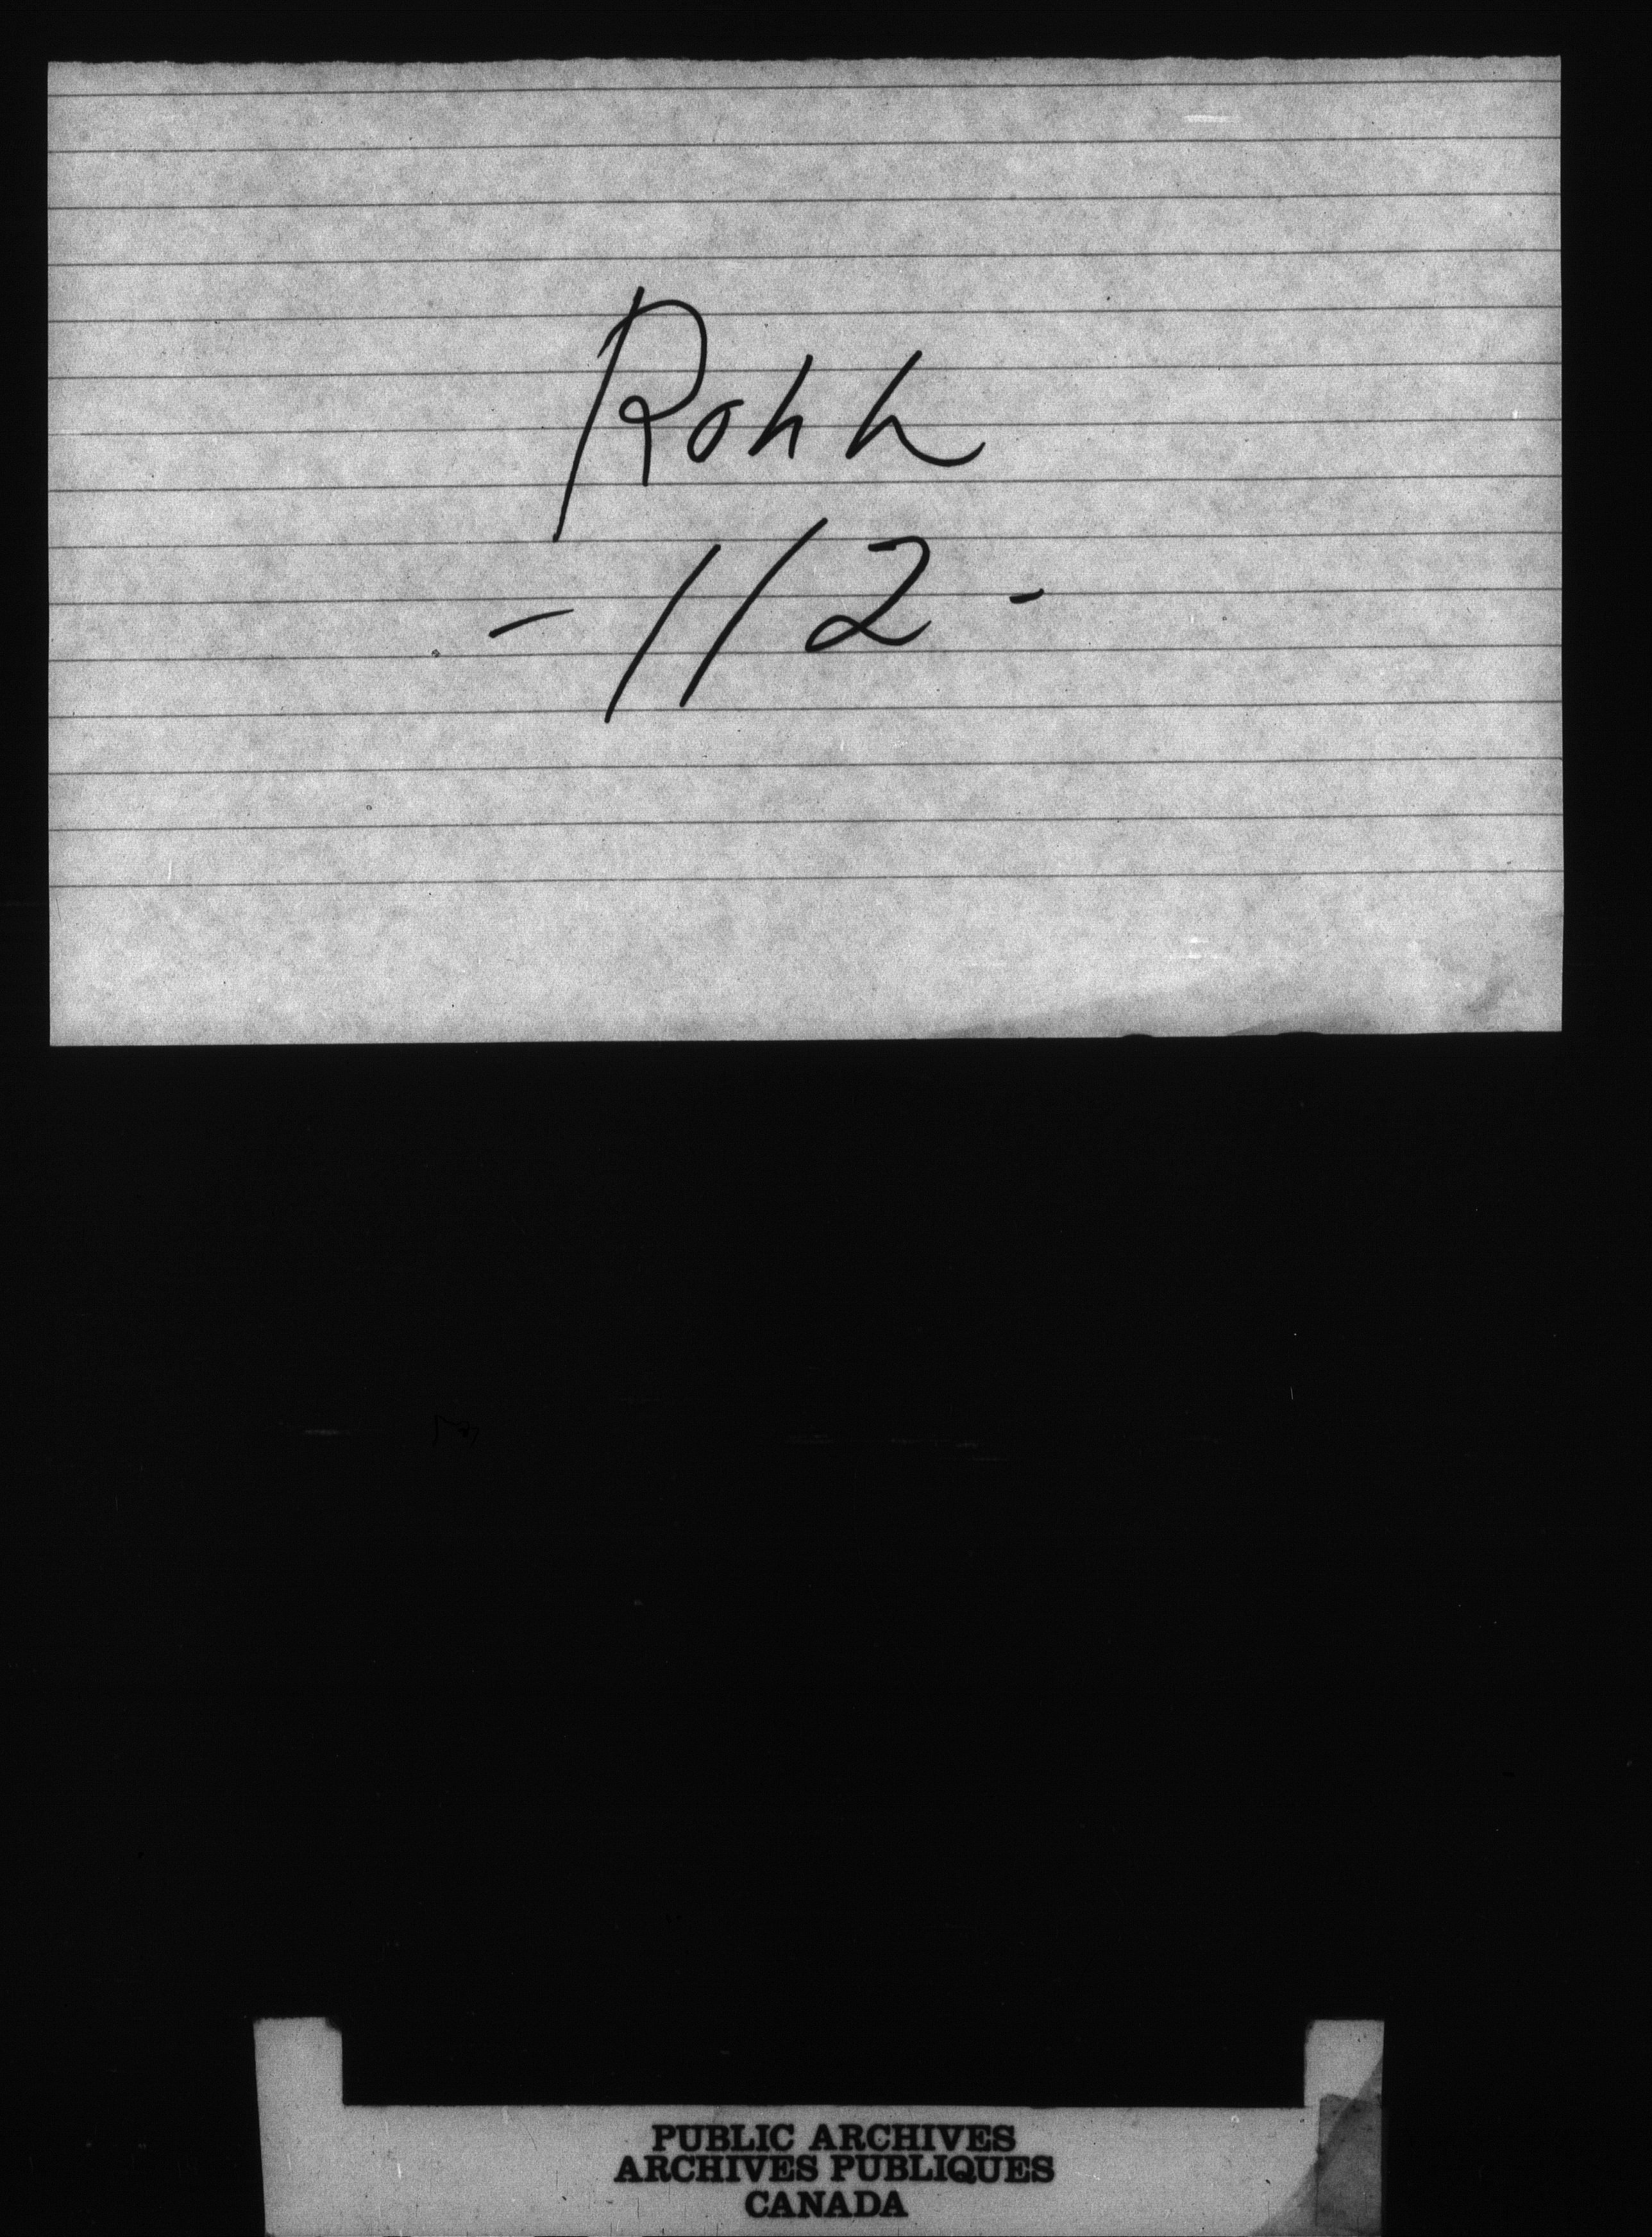 Rohh
- 112 -
PUBLIC ARCHIVES
ARCHIVES PUBLIQUES
CANADA